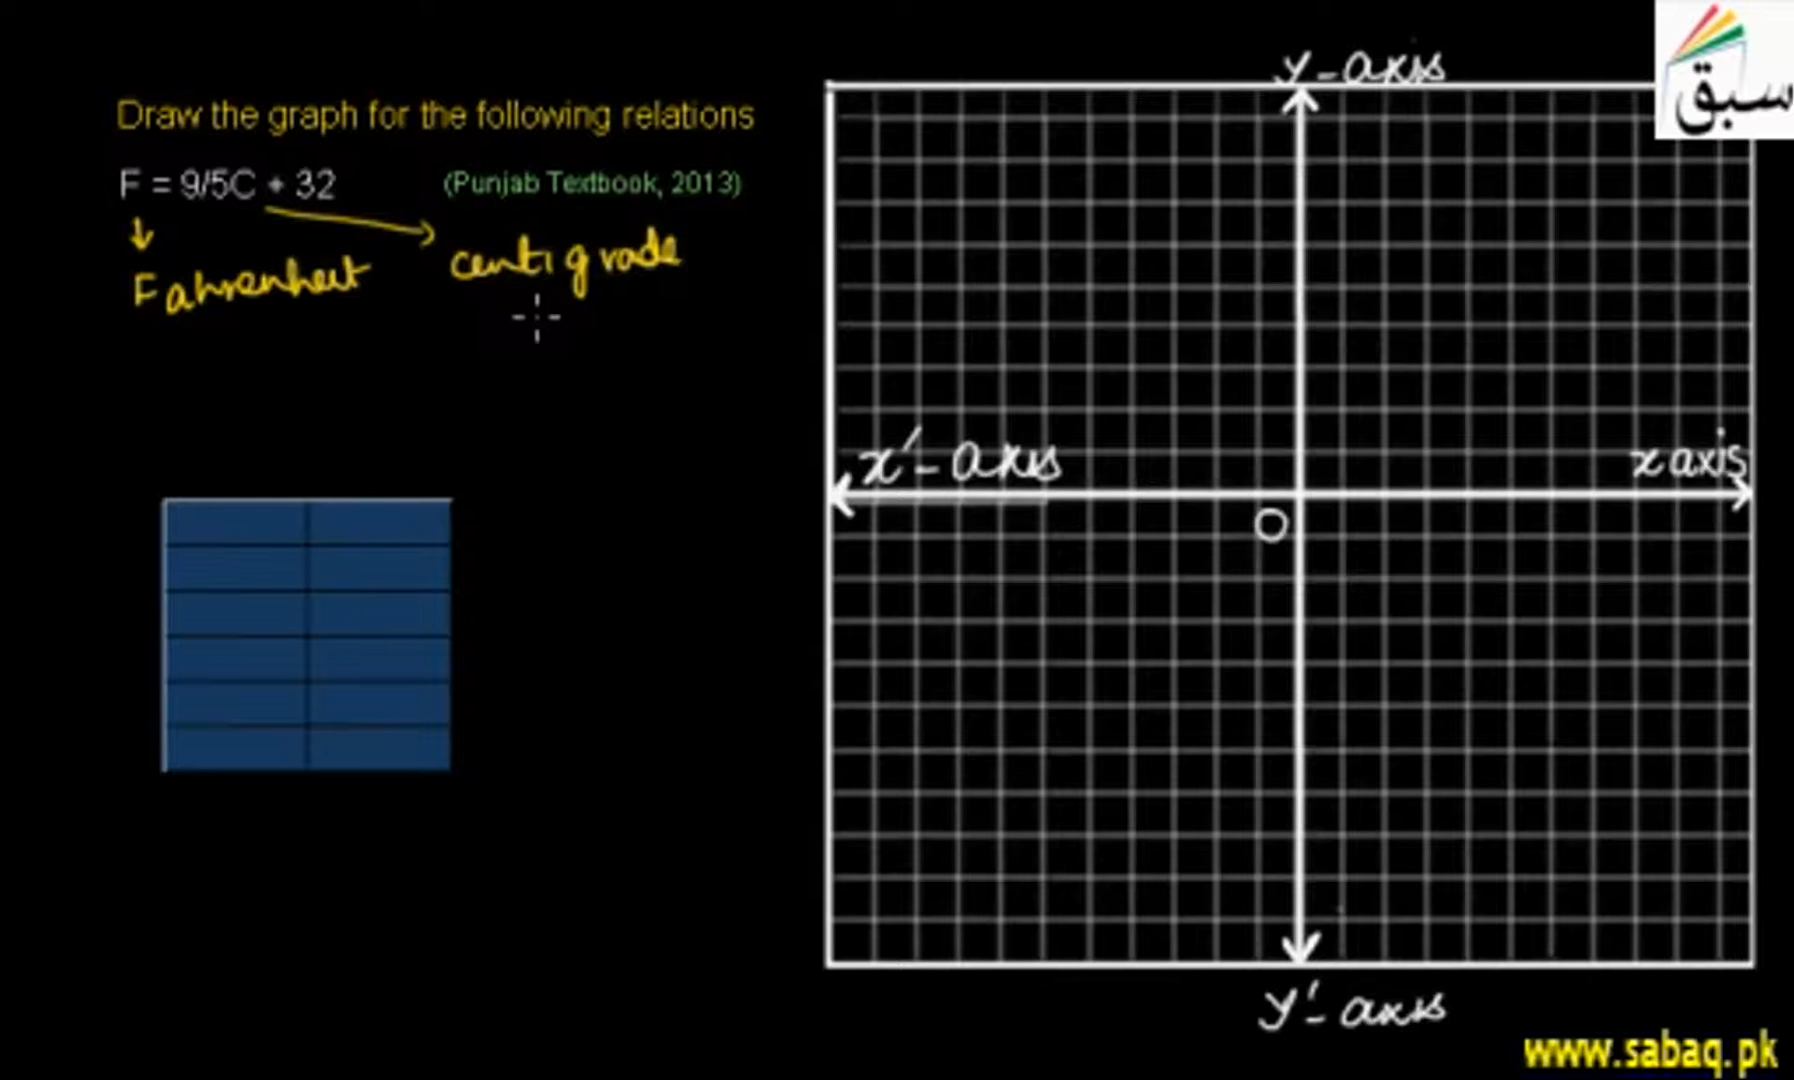 y-axis
سبق
Draw the graph for the following relations
F = 9/5C + 32 (Punjab Textbook, 2013)
Fahrenheit centigrade
x'-axis x axis
O
y'-axis
www.sabaq.pk